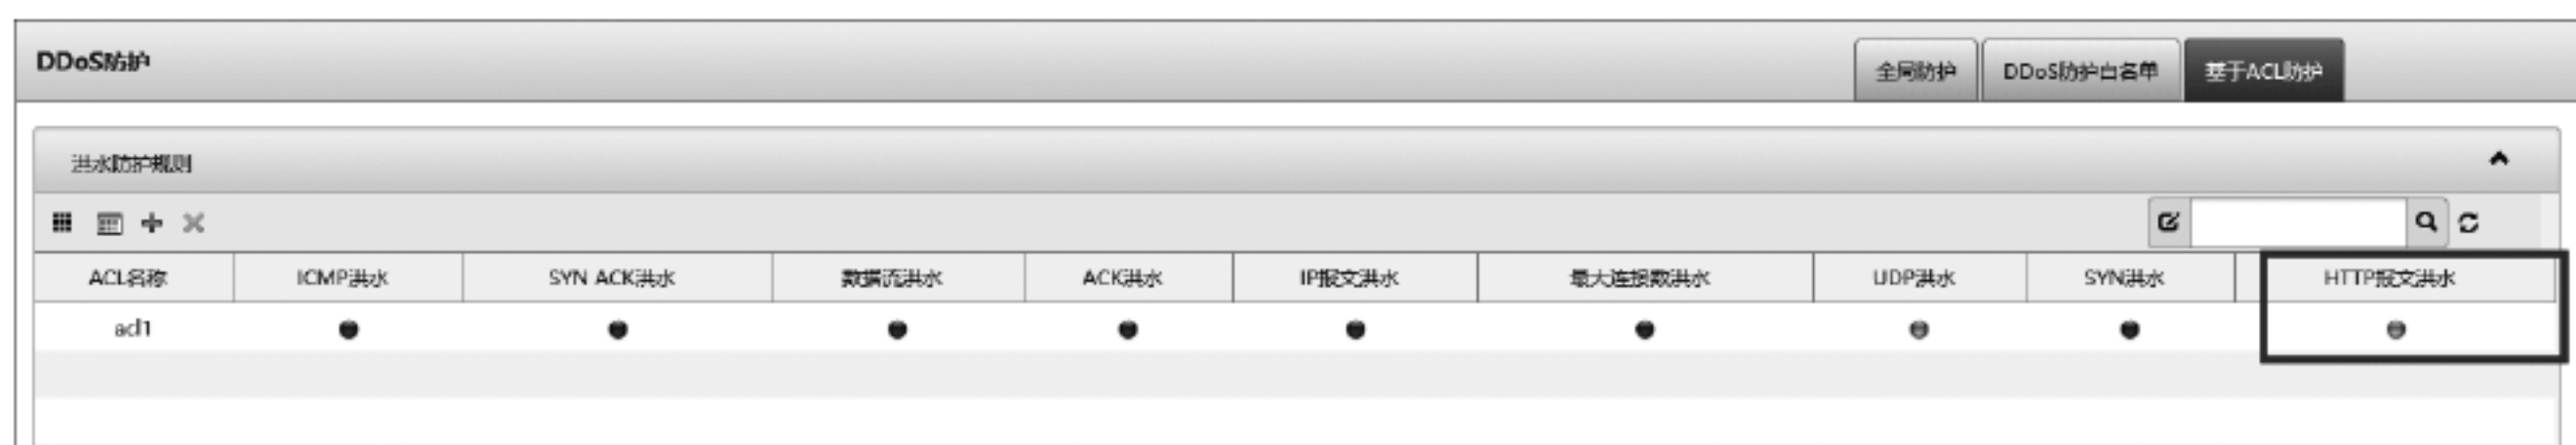 DDoS防护
全局防护 DDoS防护白名单 基于ACL防护
洪水防护规则
ACL名称 ICMP洪水 SYN ACK洪水 数据流洪水 ACK洪水 IP报文洪水 最大连接数洪水 UDP洪水 SYN洪水 HTTP报文洪水
acl1